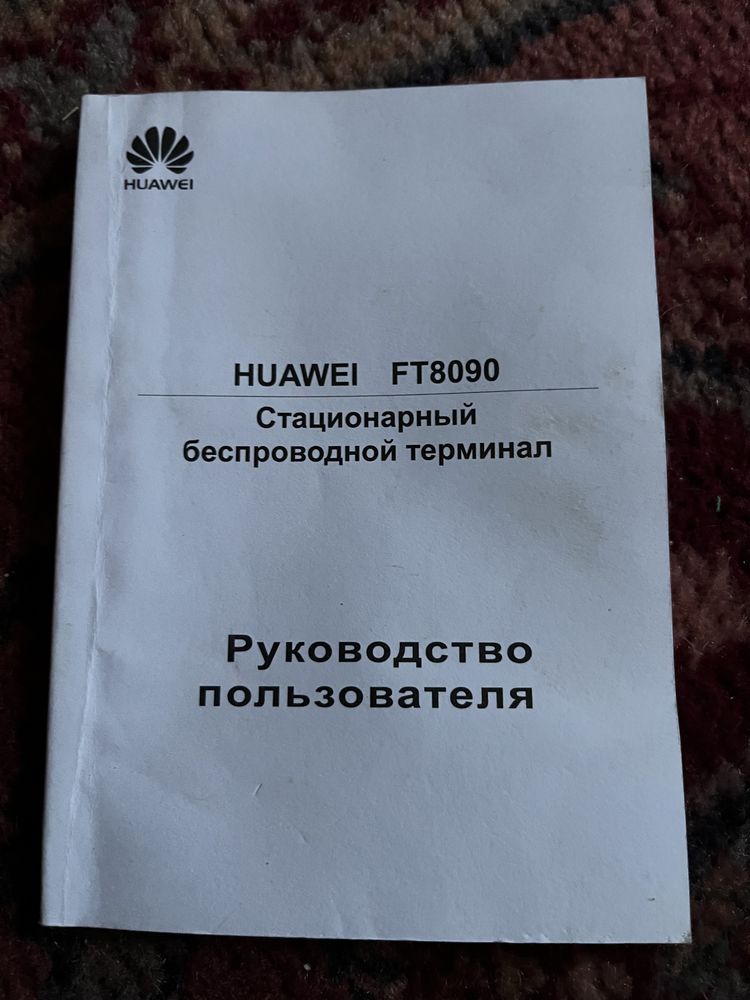 HUAWEI
HUAWEI FT8090
Стационарный
беспроводной терминал
Руководство
пользователя